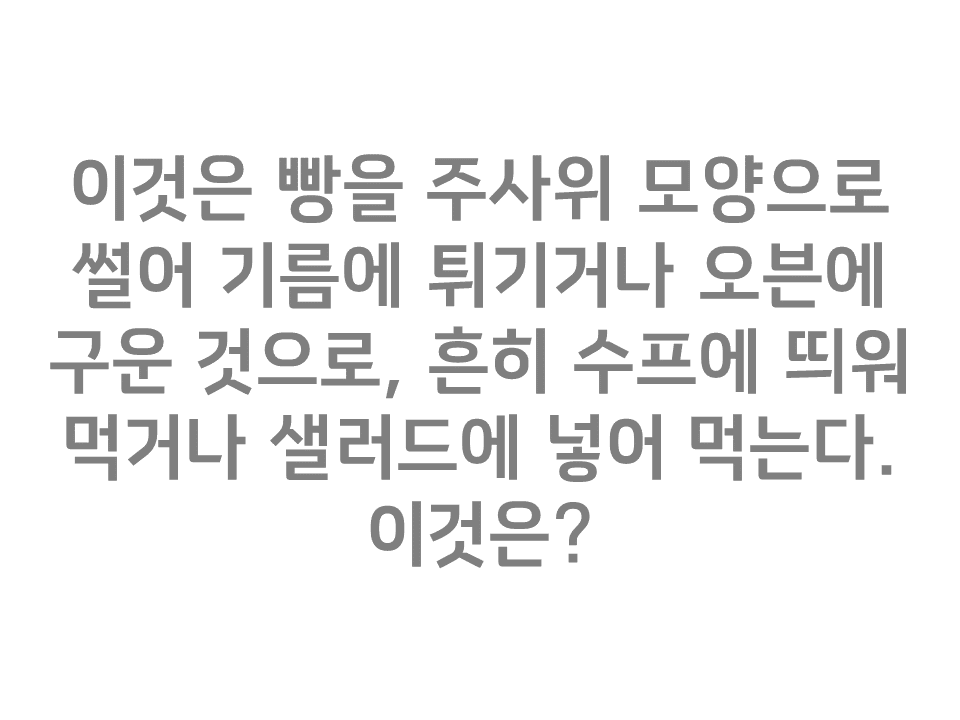 이것은 빵을 주사위 모양으로
썰어 기름에 튀기거나 오븐에
구운 것으로, 흔히 수프에 띄워
먹거나 샐러드에 넣어 먹는다.
이것은?